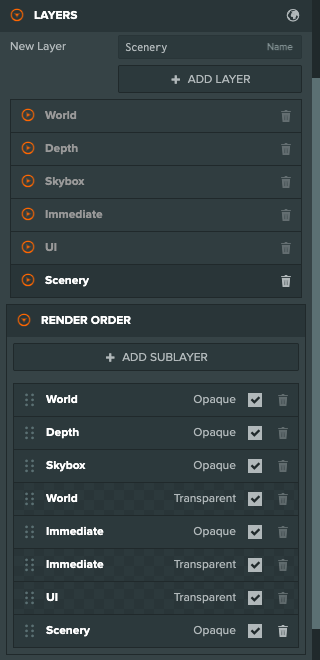 LAYERS
New Layer Scenery Name
ADD LAYER
World
Depth
Skybox
Immediate
UI
Scenery
RENDER ORDER
ADD SUBLAYER
World Opaque
Depth Opaque
Skybox Opaque
World Transparent
Immediate Opaque
Immediate Transparent
UI Transparent
Scenery Opaque